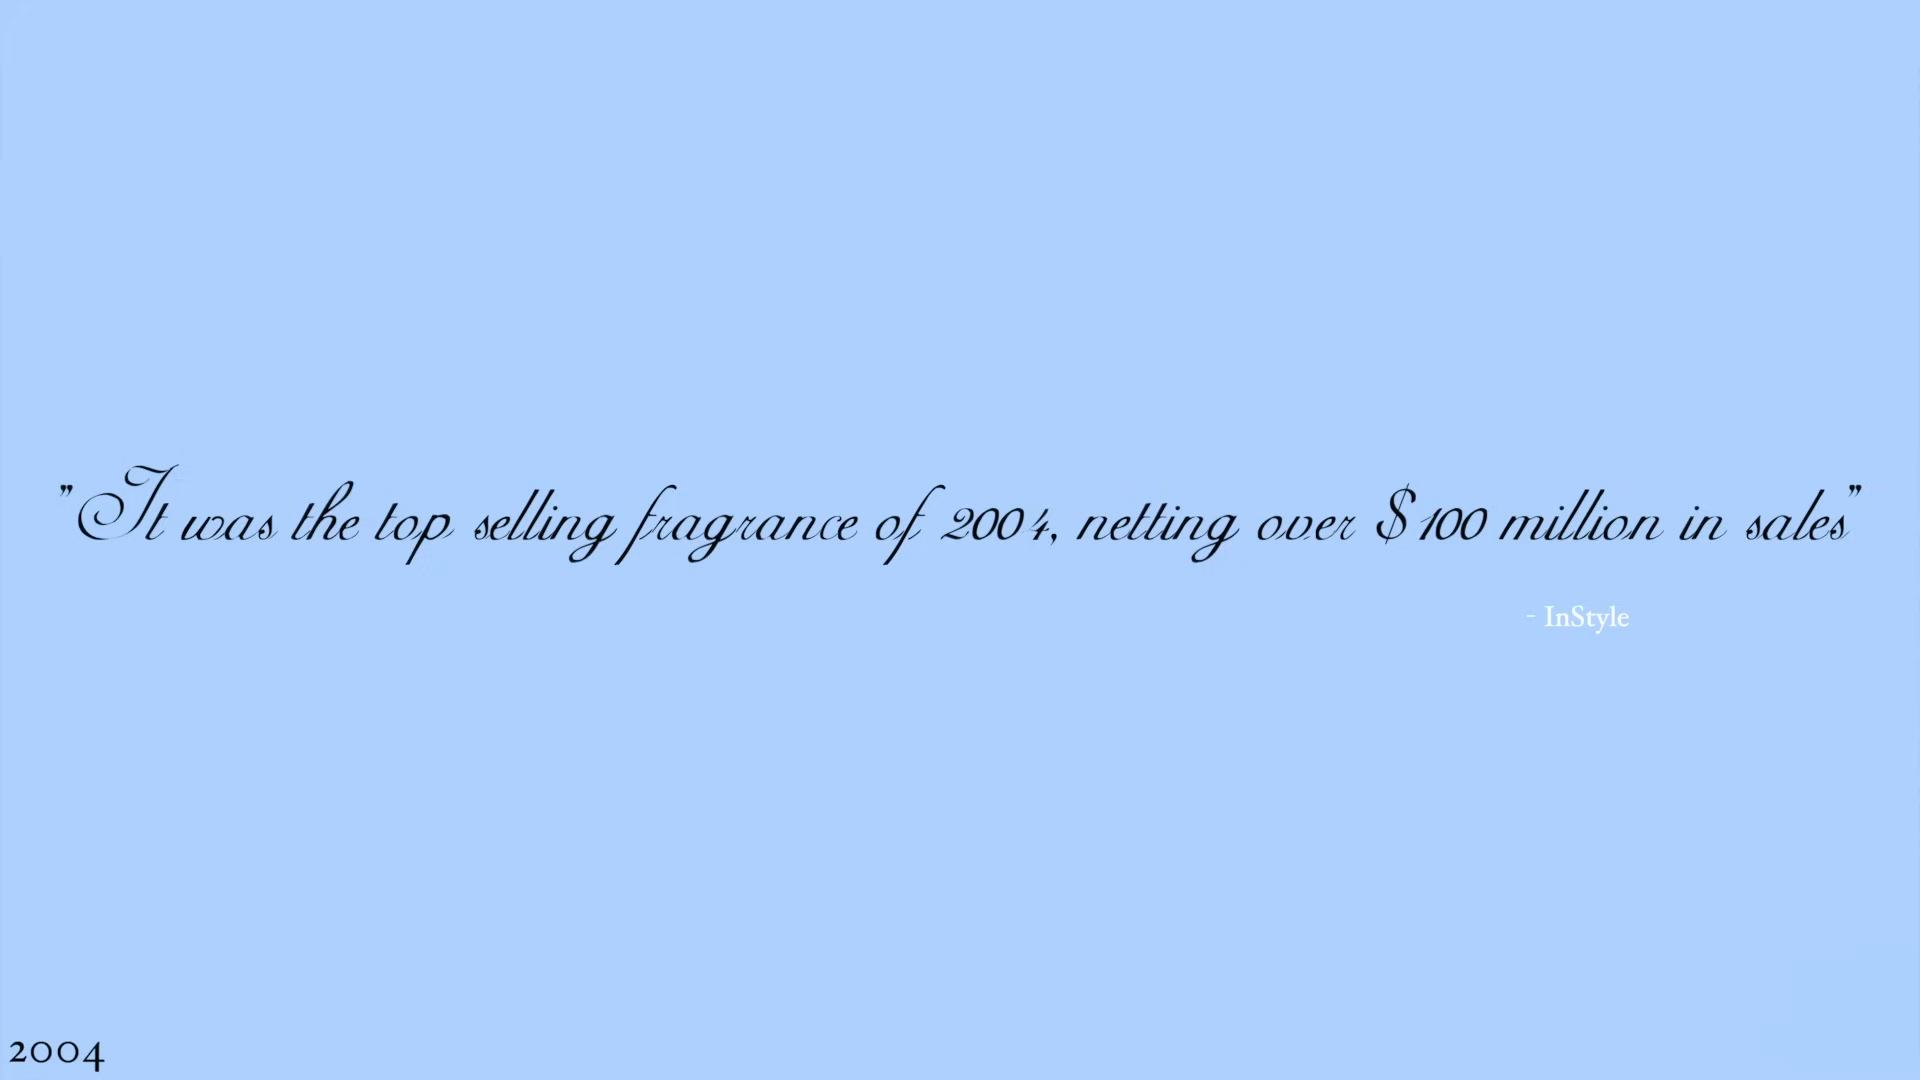 "It was the top selling fragrance of 2004, netting over $100 million in sales"
- InStyle
2004